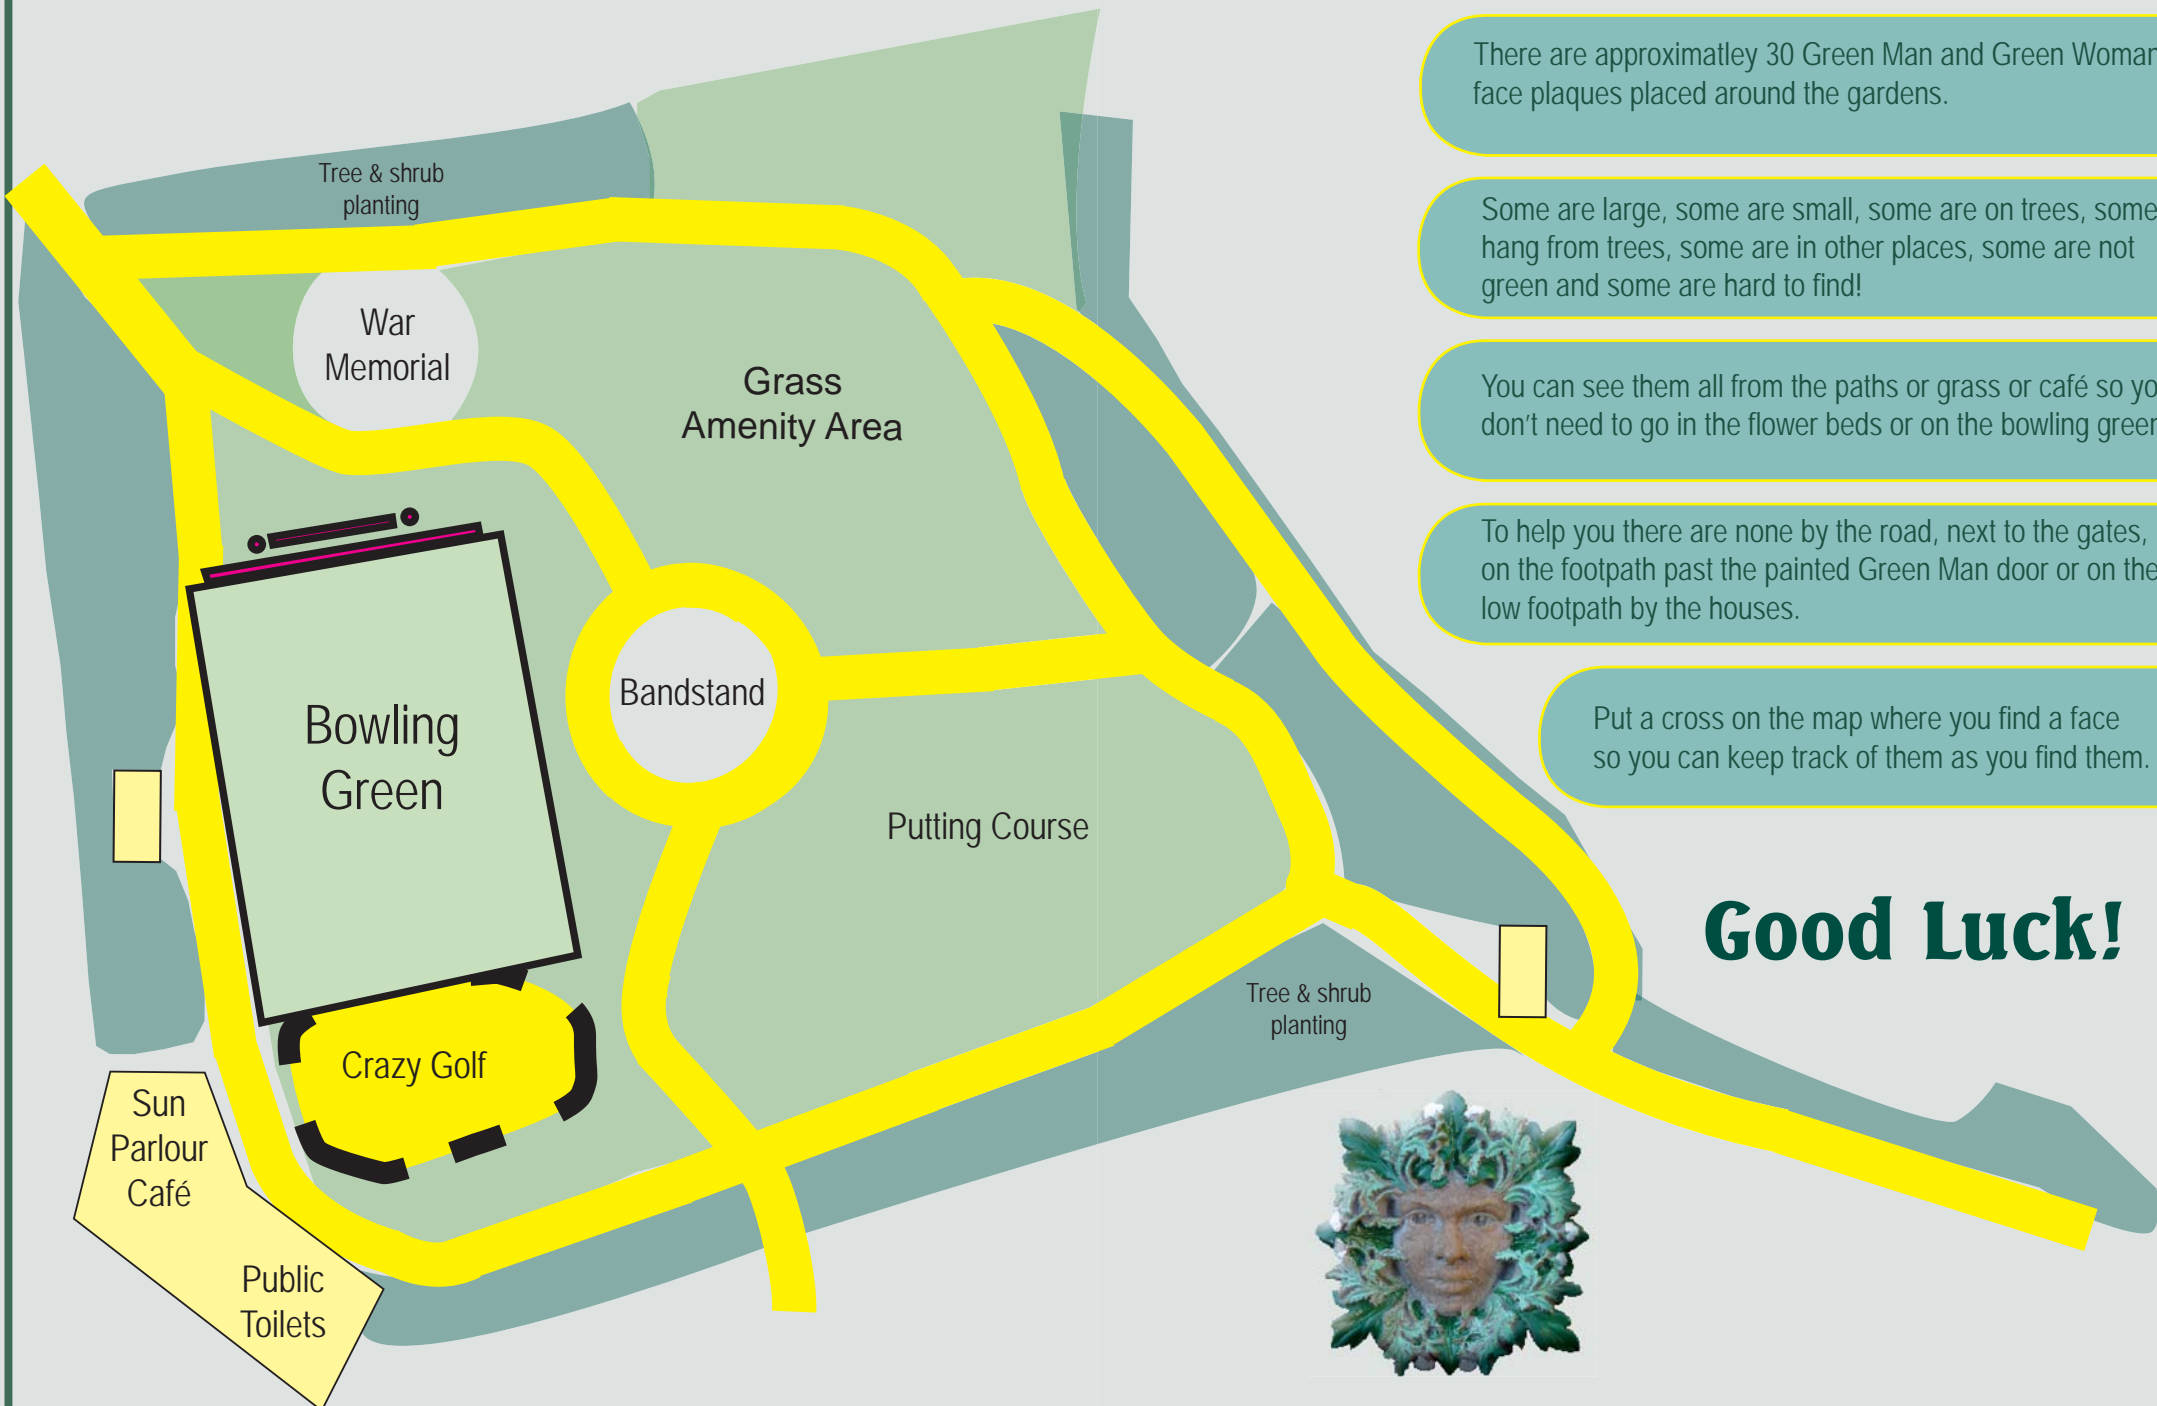 Tree & shrub
planting
War
Memorial
Grass
Amenity Area
Bowling
Green
Bandstand
Putting Course
Crazy Golf
Sun
Parlour
Café
Public
Toilets
Tree & shrub
planting
There are approximatley 30 Green Man and Green Woman
face plaques placed around the gardens.
Some are large, some are small, some are on trees, some
hang from trees, some are in other places, some are not
green and some are hard to find!
You can see them all from the paths or grass or café so yo
don't need to go in the flower beds or on the bowling green
To help you there are none by the road, next to the gates,
on the footpath past the painted Green Man door or on the
low footpath by the houses.
Put a cross on the map where you find a face
so you can keep track of them as you find them.
Good Luck!